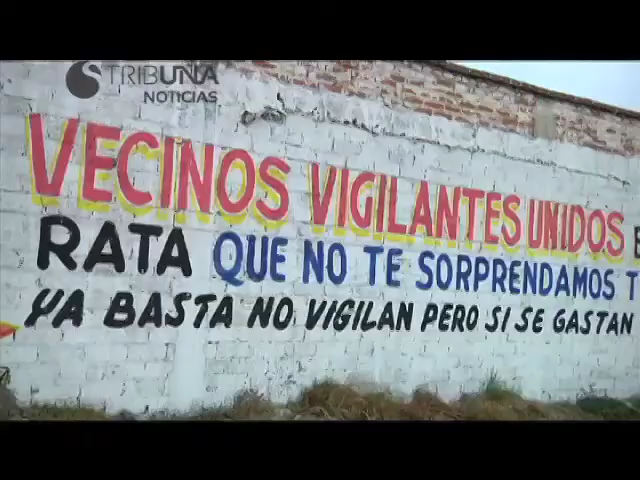 TRIBUNA
NOTICIAS
VECINOS VIGILANTES UNIDOS E
RATA QUE NO TE SORPRENDAMOS T
YA BASTA NO VIGILAN PERO SI SE GASTAN